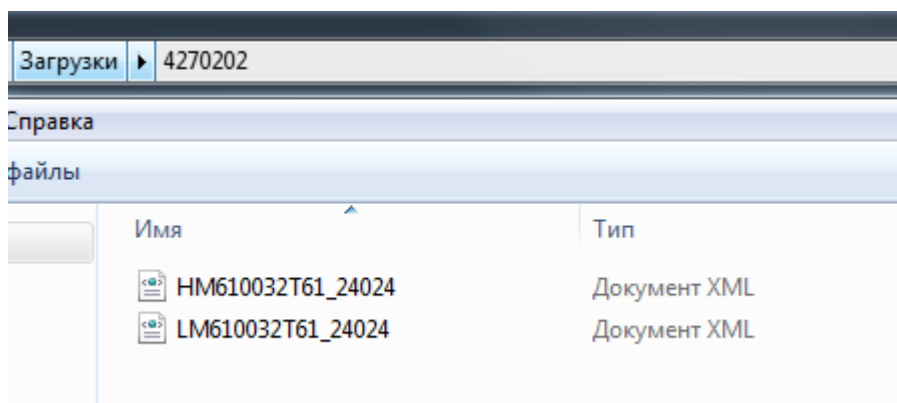 Загрузки 4270202
Справка
файлы
Имя Тип
HM610032T61_24024 Документ XML
LM610032T61_24024 Документ XML